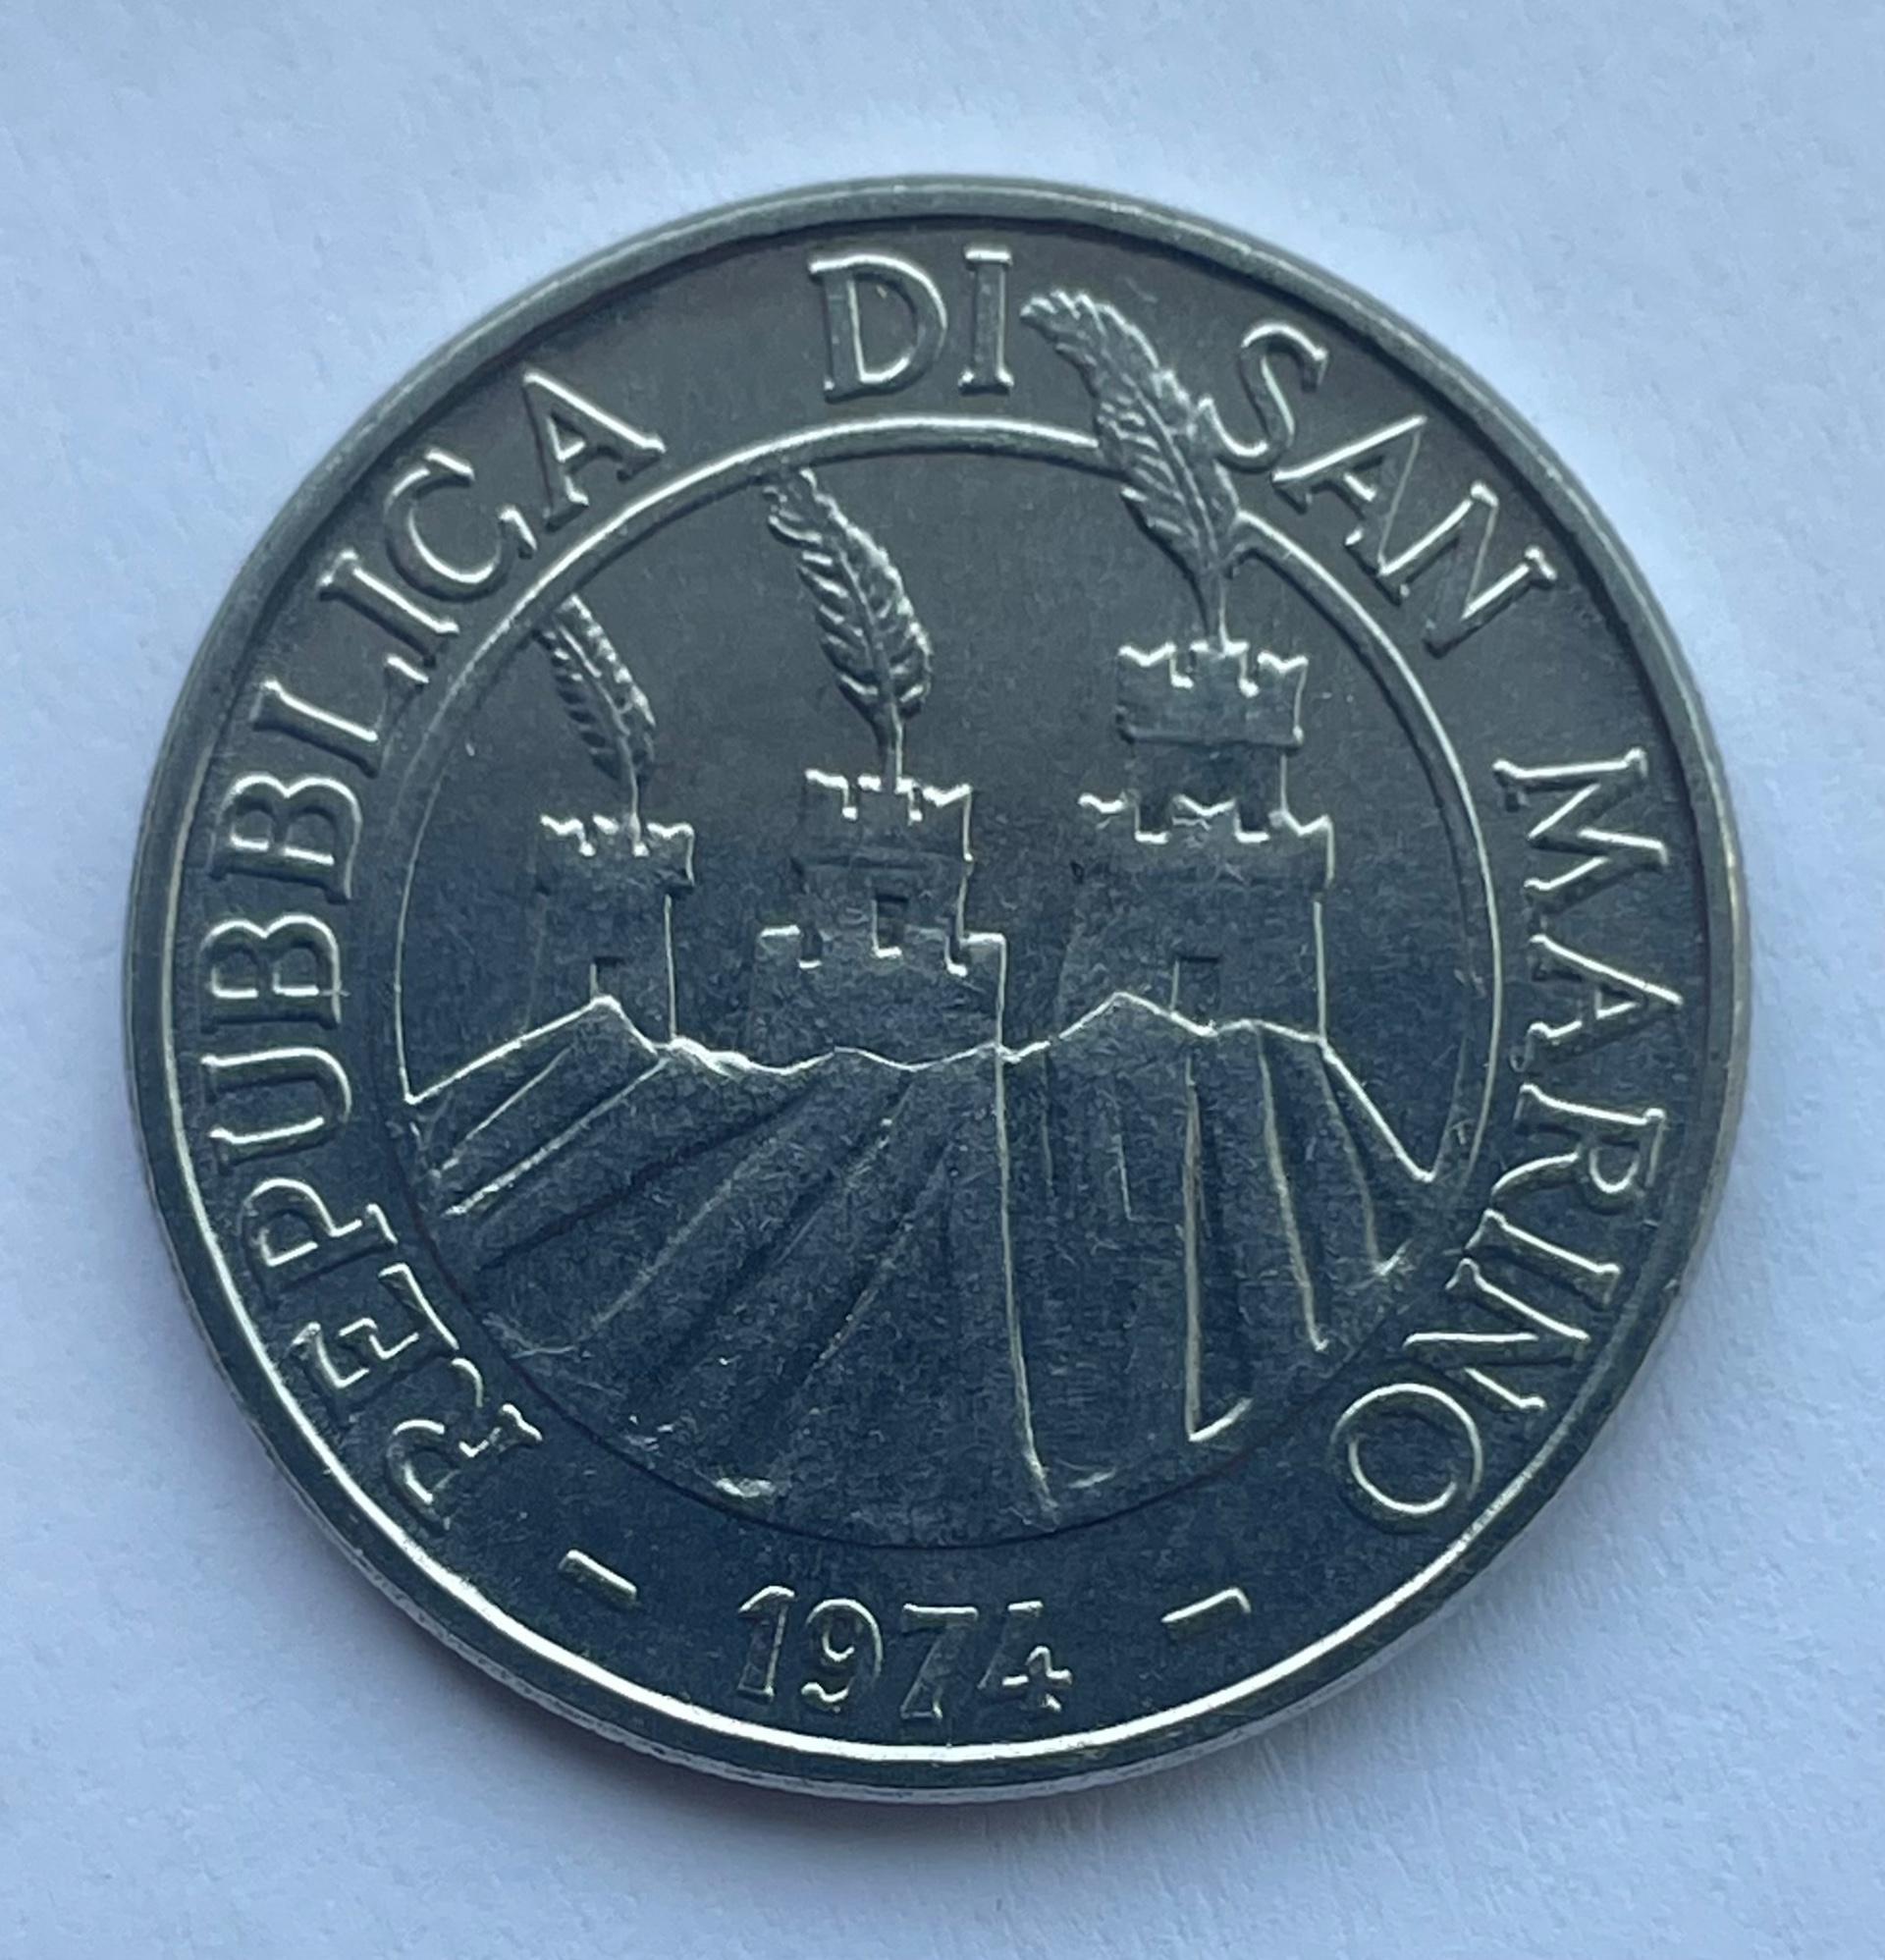 REPUBBLICA DI SAN MARINO
- 1974 -